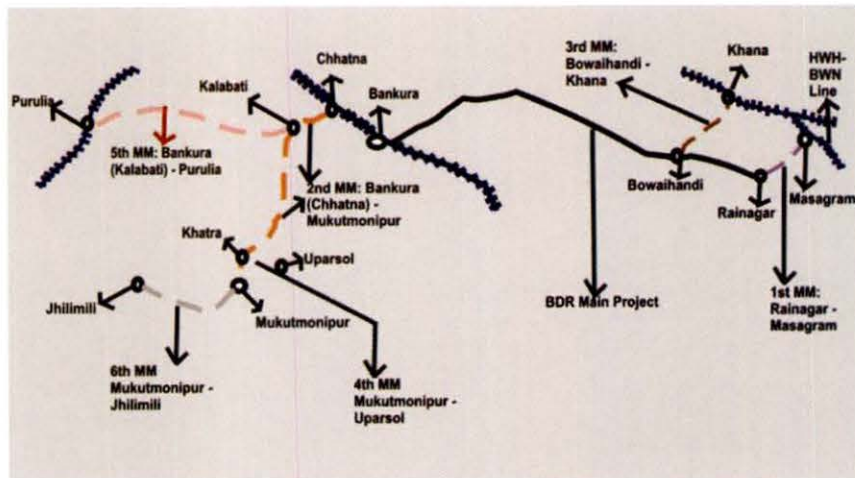 Purulia
Kalabati
Chhatna
Bankura
3rd MM:
Bowaihandi -
Khana
Khana
HWH-
BWN
Line
5th MM: Bankura
(Kalabati) - Purulia
2nd MM: Bankura
(Chhatna) -
Mukutmonipur
Bowaihandi
Rainagar
Masagram
Khatra
Uparsol
Jhilimili
Mukutmonipur
BDR Main Project
1st MM:
Rainagar -
Masagram
6th MM
Mukutmonipur -
Jhilimili
4th MM
Mukutmonipur -
Uparsol